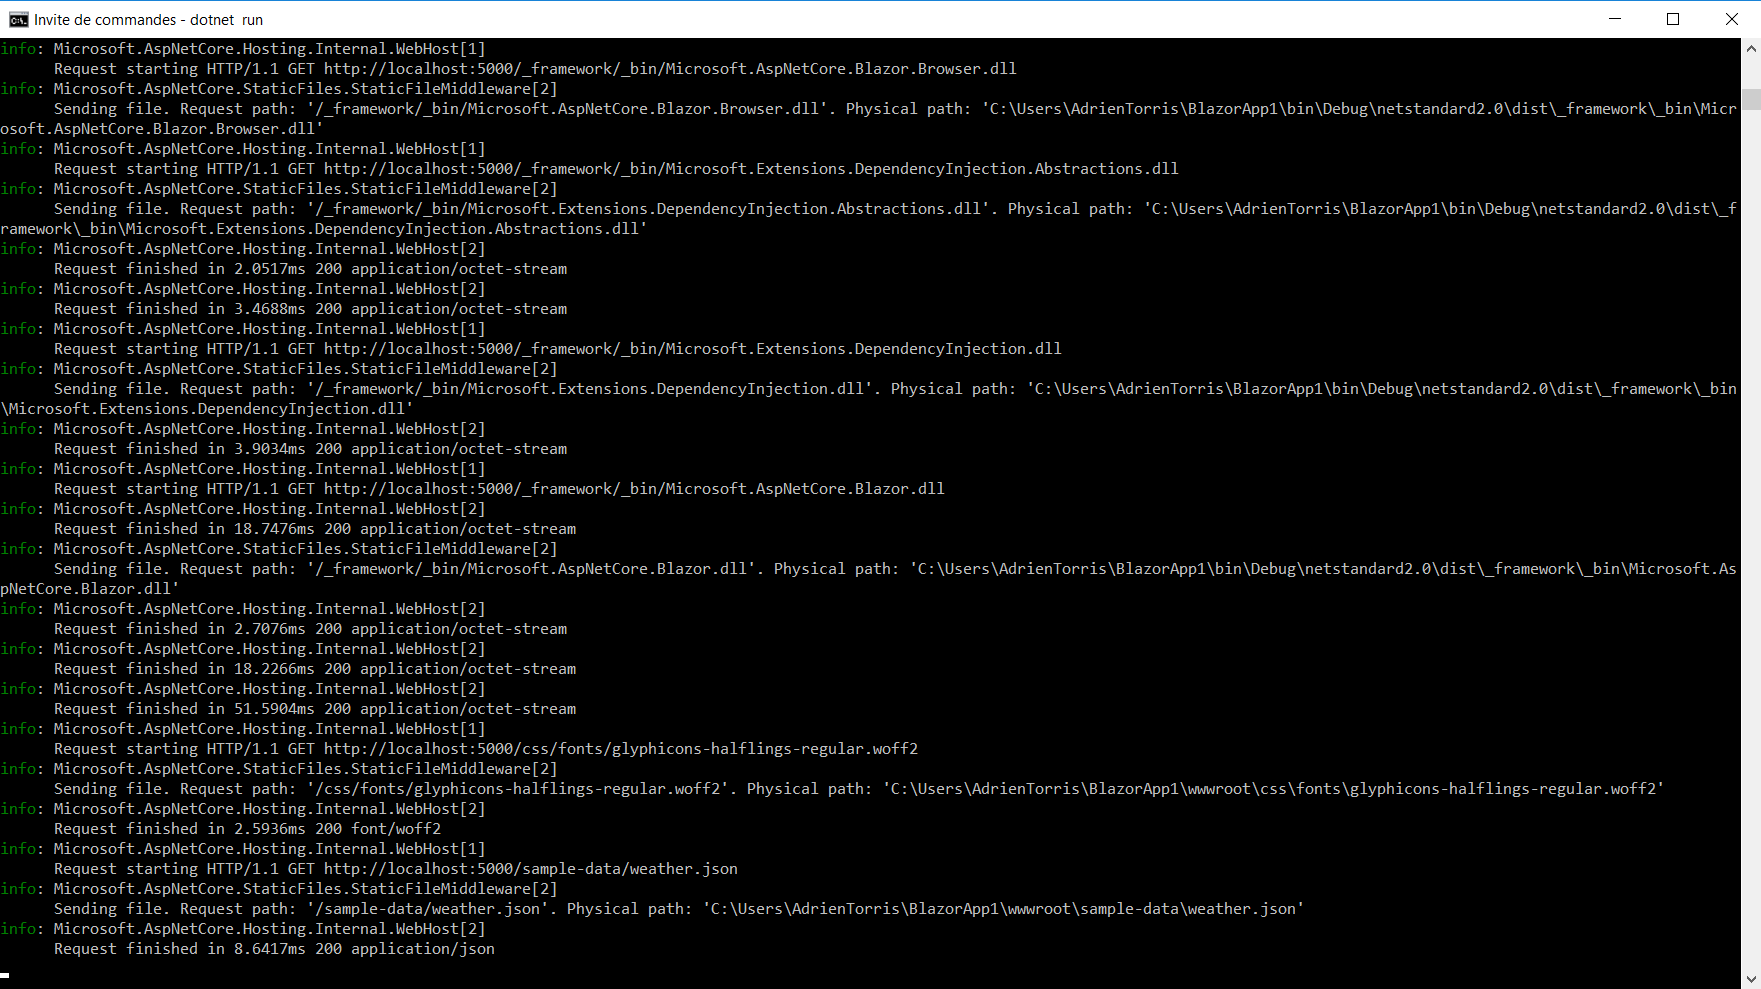 Invite de commandes - dotnet  run
info: Microsoft.AspNetCore.Hosting.Internal.WebHost[1]
      Request starting HTTP/1.1 GET http://localhost:5000/_framework/_bin/Microsoft.AspNetCore.Blazor.Browser.dll
info: Microsoft.AspNetCore.StaticFiles.StaticFileMiddleware[2]
      Sending file. Request path: '/_framework/_bin/Microsoft.AspNetCore.Blazor.Browser.dll'. Physical path: 'C:\Users\AdrienTorris\BlazorApp1\bin\Debug\netstandard2.0\dist\_framework\_bin\Micr
osoft.AspNetCore.Blazor.Browser.dll'
info: Microsoft.AspNetCore.Hosting.Internal.WebHost[1]
      Request starting HTTP/1.1 GET http://localhost:5000/_framework/_bin/Microsoft.Extensions.DependencyInjection.Abstractions.dll
info: Microsoft.AspNetCore.StaticFiles.StaticFileMiddleware[2]
      Sending file. Request path: '/_framework/_bin/Microsoft.Extensions.DependencyInjection.Abstractions.dll'. Physical path: 'C:\Users\AdrienTorris\BlazorApp1\bin\Debug\netstandard2.0\dist\_f
ramework\_bin\Microsoft.Extensions.DependencyInjection.Abstractions.dll'
info: Microsoft.AspNetCore.Hosting.Internal.WebHost[2]
      Request finished in 2.0517ms 200 application/octet-stream
info: Microsoft.AspNetCore.Hosting.Internal.WebHost[2]
      Request finished in 3.4688ms 200 application/octet-stream
info: Microsoft.AspNetCore.Hosting.Internal.WebHost[1]
      Request starting HTTP/1.1 GET http://localhost:5000/_framework/_bin/Microsoft.Extensions.DependencyInjection.dll
info: Microsoft.AspNetCore.StaticFiles.StaticFileMiddleware[2]
      Sending file. Request path: '/_framework/_bin/Microsoft.Extensions.DependencyInjection.dll'. Physical path: 'C:\Users\AdrienTorris\BlazorApp1\bin\Debug\netstandard2.0\dist\_framework\_bin
\Microsoft.Extensions.DependencyInjection.dll'
info: Microsoft.AspNetCore.Hosting.Internal.WebHost[2]
      Request finished in 3.9034ms 200 application/octet-stream
info: Microsoft.AspNetCore.Hosting.Internal.WebHost[1]
      Request starting HTTP/1.1 GET http://localhost:5000/_framework/_bin/Microsoft.AspNetCore.Blazor.dll
info: Microsoft.AspNetCore.Hosting.Internal.WebHost[2]
      Request finished in 18.7476ms 200 application/octet-stream
info: Microsoft.AspNetCore.StaticFiles.StaticFileMiddleware[2]
      Sending file. Request path: '/_framework/_bin/Microsoft.AspNetCore.Blazor.dll'. Physical path: 'C:\Users\AdrienTorris\BlazorApp1\bin\Debug\netstandard2.0\dist\_framework\_bin\Microsoft.As
pNetCore.Blazor.dll'
info: Microsoft.AspNetCore.Hosting.Internal.WebHost[2]
      Request finished in 2.7076ms 200 application/octet-stream
info: Microsoft.AspNetCore.Hosting.Internal.WebHost[2]
      Request finished in 18.2266ms 200 application/octet-stream
info: Microsoft.AspNetCore.Hosting.Internal.WebHost[2]
      Request finished in 51.5904ms 200 application/octet-stream
info: Microsoft.AspNetCore.Hosting.Internal.WebHost[1]
      Request starting HTTP/1.1 GET http://localhost:5000/css/fonts/glyphicons-halflings-regular.woff2
info: Microsoft.AspNetCore.StaticFiles.StaticFileMiddleware[2]
      Sending file. Request path: '/css/fonts/glyphicons-halflings-regular.woff2'. Physical path: 'C:\Users\AdrienTorris\BlazorApp1\wwwroot\css\fonts\glyphicons-halflings-regular.woff2'
info: Microsoft.AspNetCore.Hosting.Internal.WebHost[2]
      Request finished in 2.5936ms 200 font/woff2
info: Microsoft.AspNetCore.Hosting.Internal.WebHost[1]
      Request starting HTTP/1.1 GET http://localhost:5000/sample-data/weather.json
info: Microsoft.AspNetCore.StaticFiles.StaticFileMiddleware[2]
      Sending file. Request path: '/sample-data/weather.json'. Physical path: 'C:\Users\AdrienTorris\BlazorApp1\wwwroot\sample-data\weather.json'
info: Microsoft.AspNetCore.Hosting.Internal.WebHost[2]
      Request finished in 8.6417ms 200 application/json